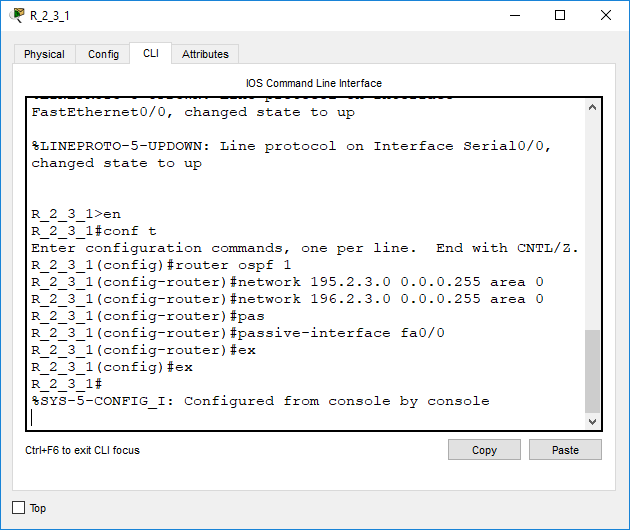 R_2_3_1
Physical Config CLI Attributes
IOS Command Line Interface
FastEthernet0/0, changed state to up
%LINEPROTO-5-UPDOWN: Line protocol on Interface Serial0/0,
changed state to up
R_2_3_1>en
R_2_3_1#conf t
Enter configuration commands, one per line.  End with CNTL/Z.
R_2_3_1(config)#router ospf 1
R_2_3_1(config-router)#network 195.2.3.0 0.0.0.255 area 0
R_2_3_1(config-router)#network 196.2.3.0 0.0.0.255 area 0
R_2_3_1(config-router)#pas
R_2_3_1(config-router)#passive-interface fa0/0
R_2_3_1(config-router)#ex
R_2_3_1(config)#ex
R_2_3_1#
%SYS-5-CONFIG_I: Configured from console by console
Ctrl+F6 to exit CLI focus
Copy
Paste
Top